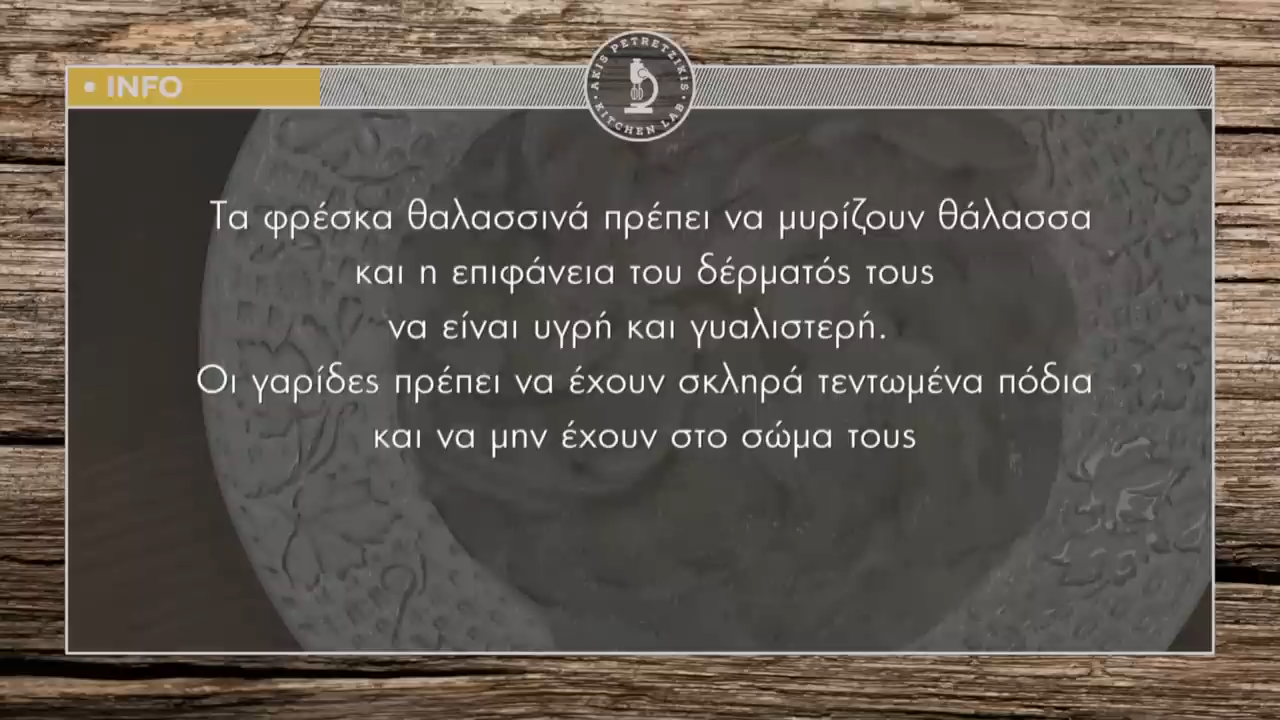 • INFO
AKIS PETRETZIKIS
• KITCHEN LAB •
Τα φρέσκα θαλασσινά πρέπει να μυρίζουν θάλασσα
και η επιφάνεια του δέρματός τους
να είναι υγρή και γυαλιστερή.
Οι γαρίδες πρέπει να έχουν σκληρά τεντωμένα πόδια
και να μην έχουν στο σώμα τους